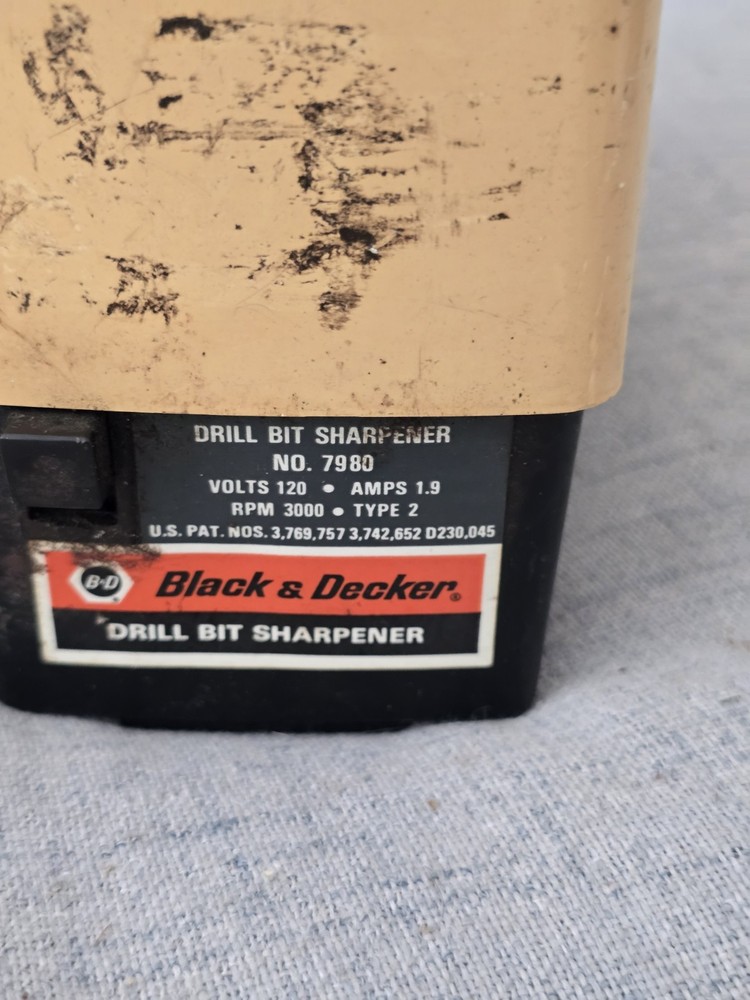 DRILL BIT SHARPENER
NO. 7980
VOLTS 120 • AMPS 1.9
RPM 3000 • TYPE 2
U.S. PAT. NOS. 3,769,757 3,742,652 D230,045
B&D Black & Decker®
DRILL BIT SHARPENER